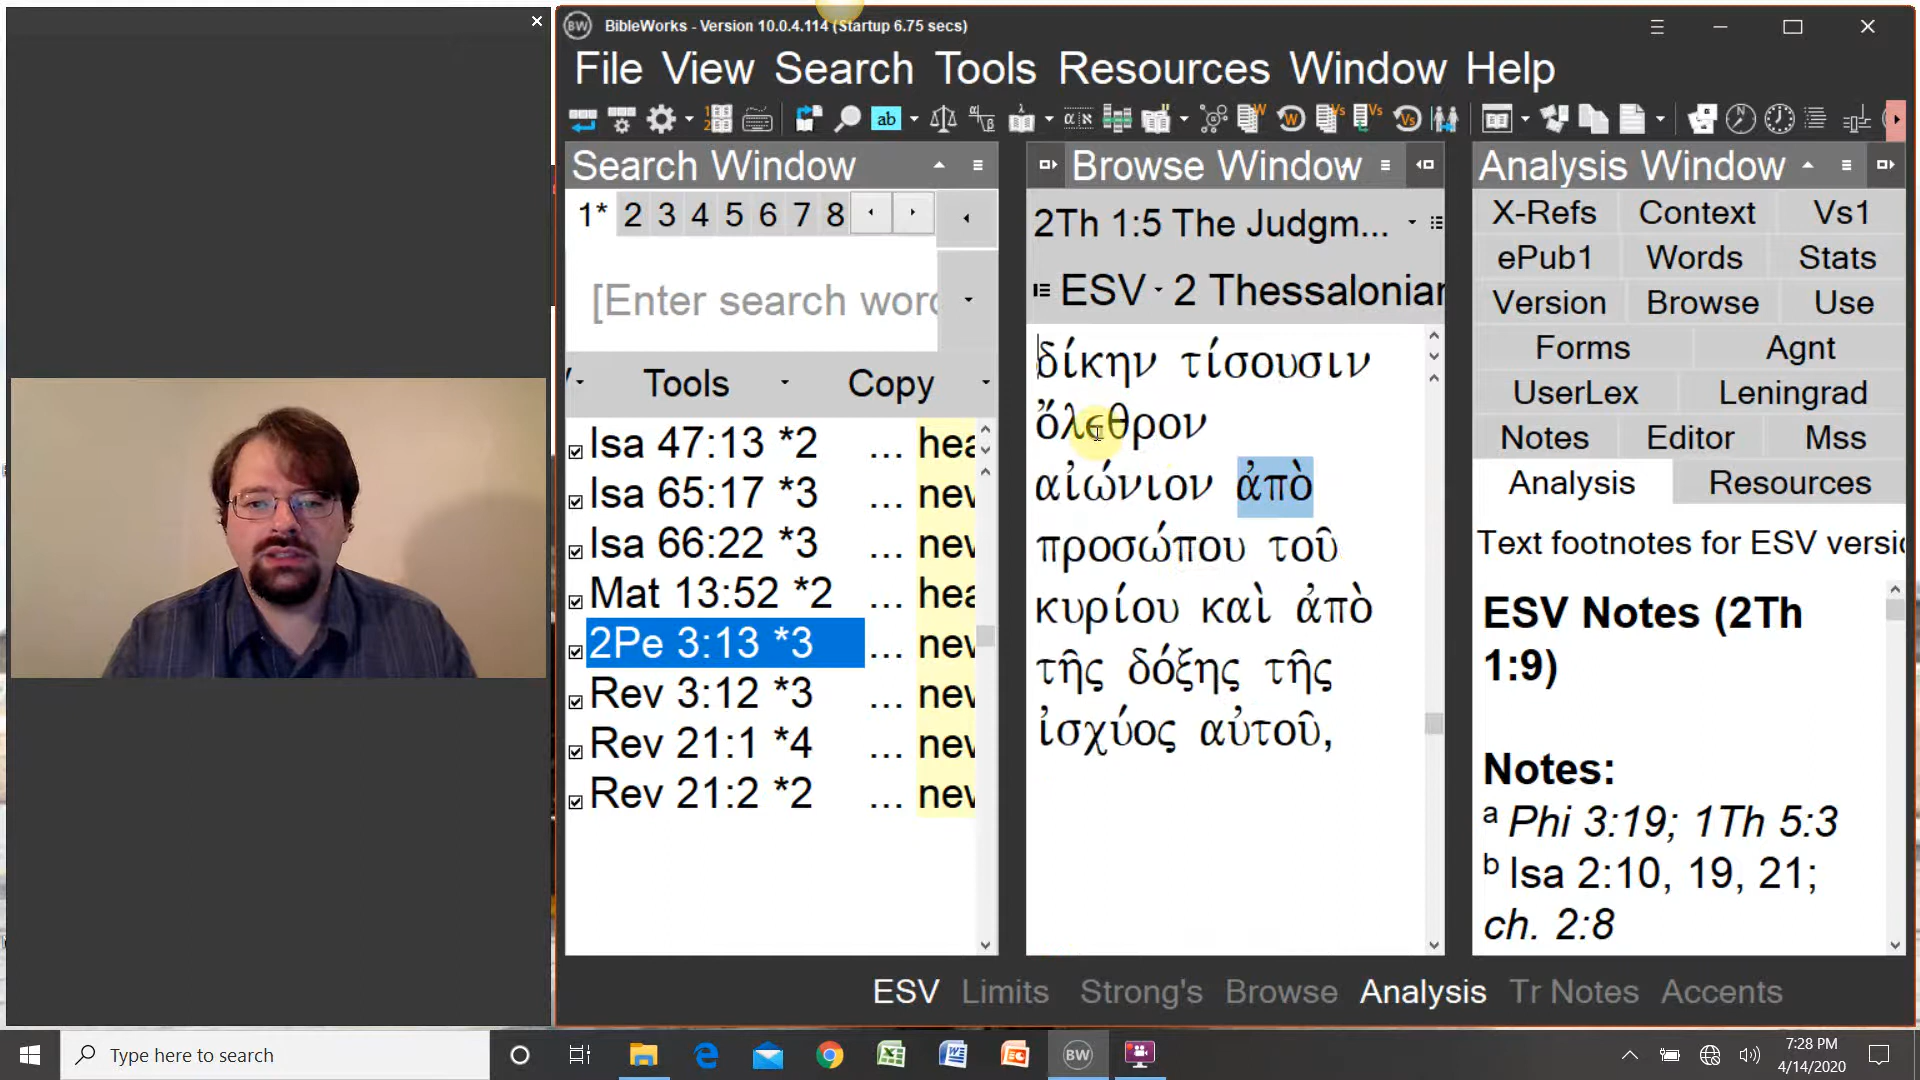 BibleWorks - Version 10.0.4.114 (Startup 6.75 secs)
File View Search Tools Resources Window Help
Search Window
1* 2 3 4 5 6 7 8
[Enter search word
Tools Copy
Isa 47:13 *2 ... hea
Isa 65:17 *3 ... nev
Isa 66:22 *3 ... nev
Mat 13:52 *2 ... hea
2Pe 3:13 *3 ... nev
Rev 3:12 *3 ... nev
Rev 21:1 *4 ... nev
Rev 21:2 *2 ... nev
Browse Window
2Th 1:5 The Judgm...
ESV 2 Thessalonian
δίκην τίσουσιν
ὄλεθρον
αἰώνιον ἀπὸ
προσώπου τοῦ
κυρίου καὶ ἀπὸ
τῆς δόξης τῆς
ἰσχύος αὐτοῦ,
Analysis Window
X-Refs Context Vs1
ePub1 Words Stats
Version Browse Use
Forms Agnt
UserLex Leningrad
Notes Editor Mss
Analysis Resources
Text footnotes for ESV versio
ESV Notes (2Th
1:9)
Notes:
a Phi 3:19; 1Th 5:3
b Isa 2:10, 19, 21;
ch. 2:8
ESV Limits Strong's Browse Analysis Tr Notes Accents
Type here to search
BW
7:28 PM
4/14/2020